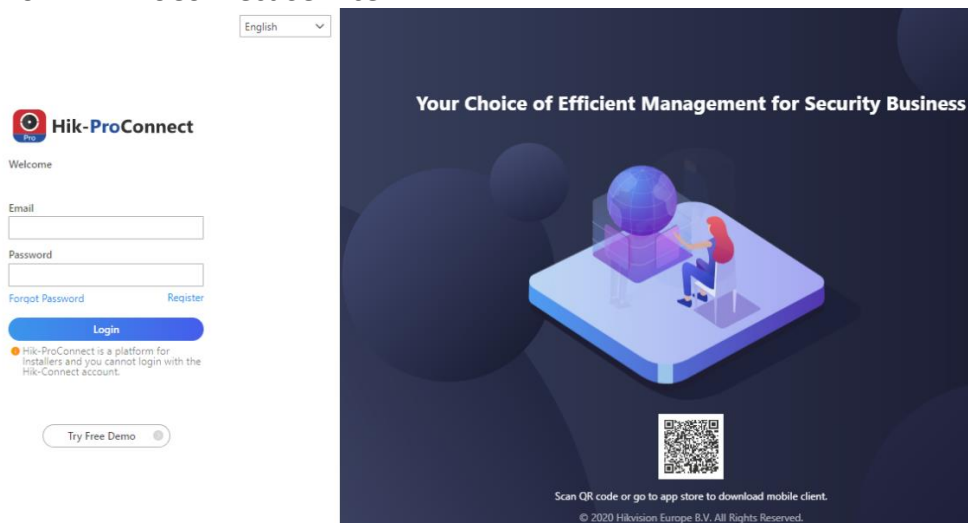 English
Hik-ProConnect
Pro
Welcome
Email
Password
Forgot Password
Register
Login
Hik-ProConnect is a platform for
Installers and you cannot login with the
Hik-Connect account.
Try Free Demo
Your Choice of Efficient Management for Security Business
Scan QR code or go to app store to download mobile client.
© 2020 Hikvision Europe B.V. All Rights Reserved.